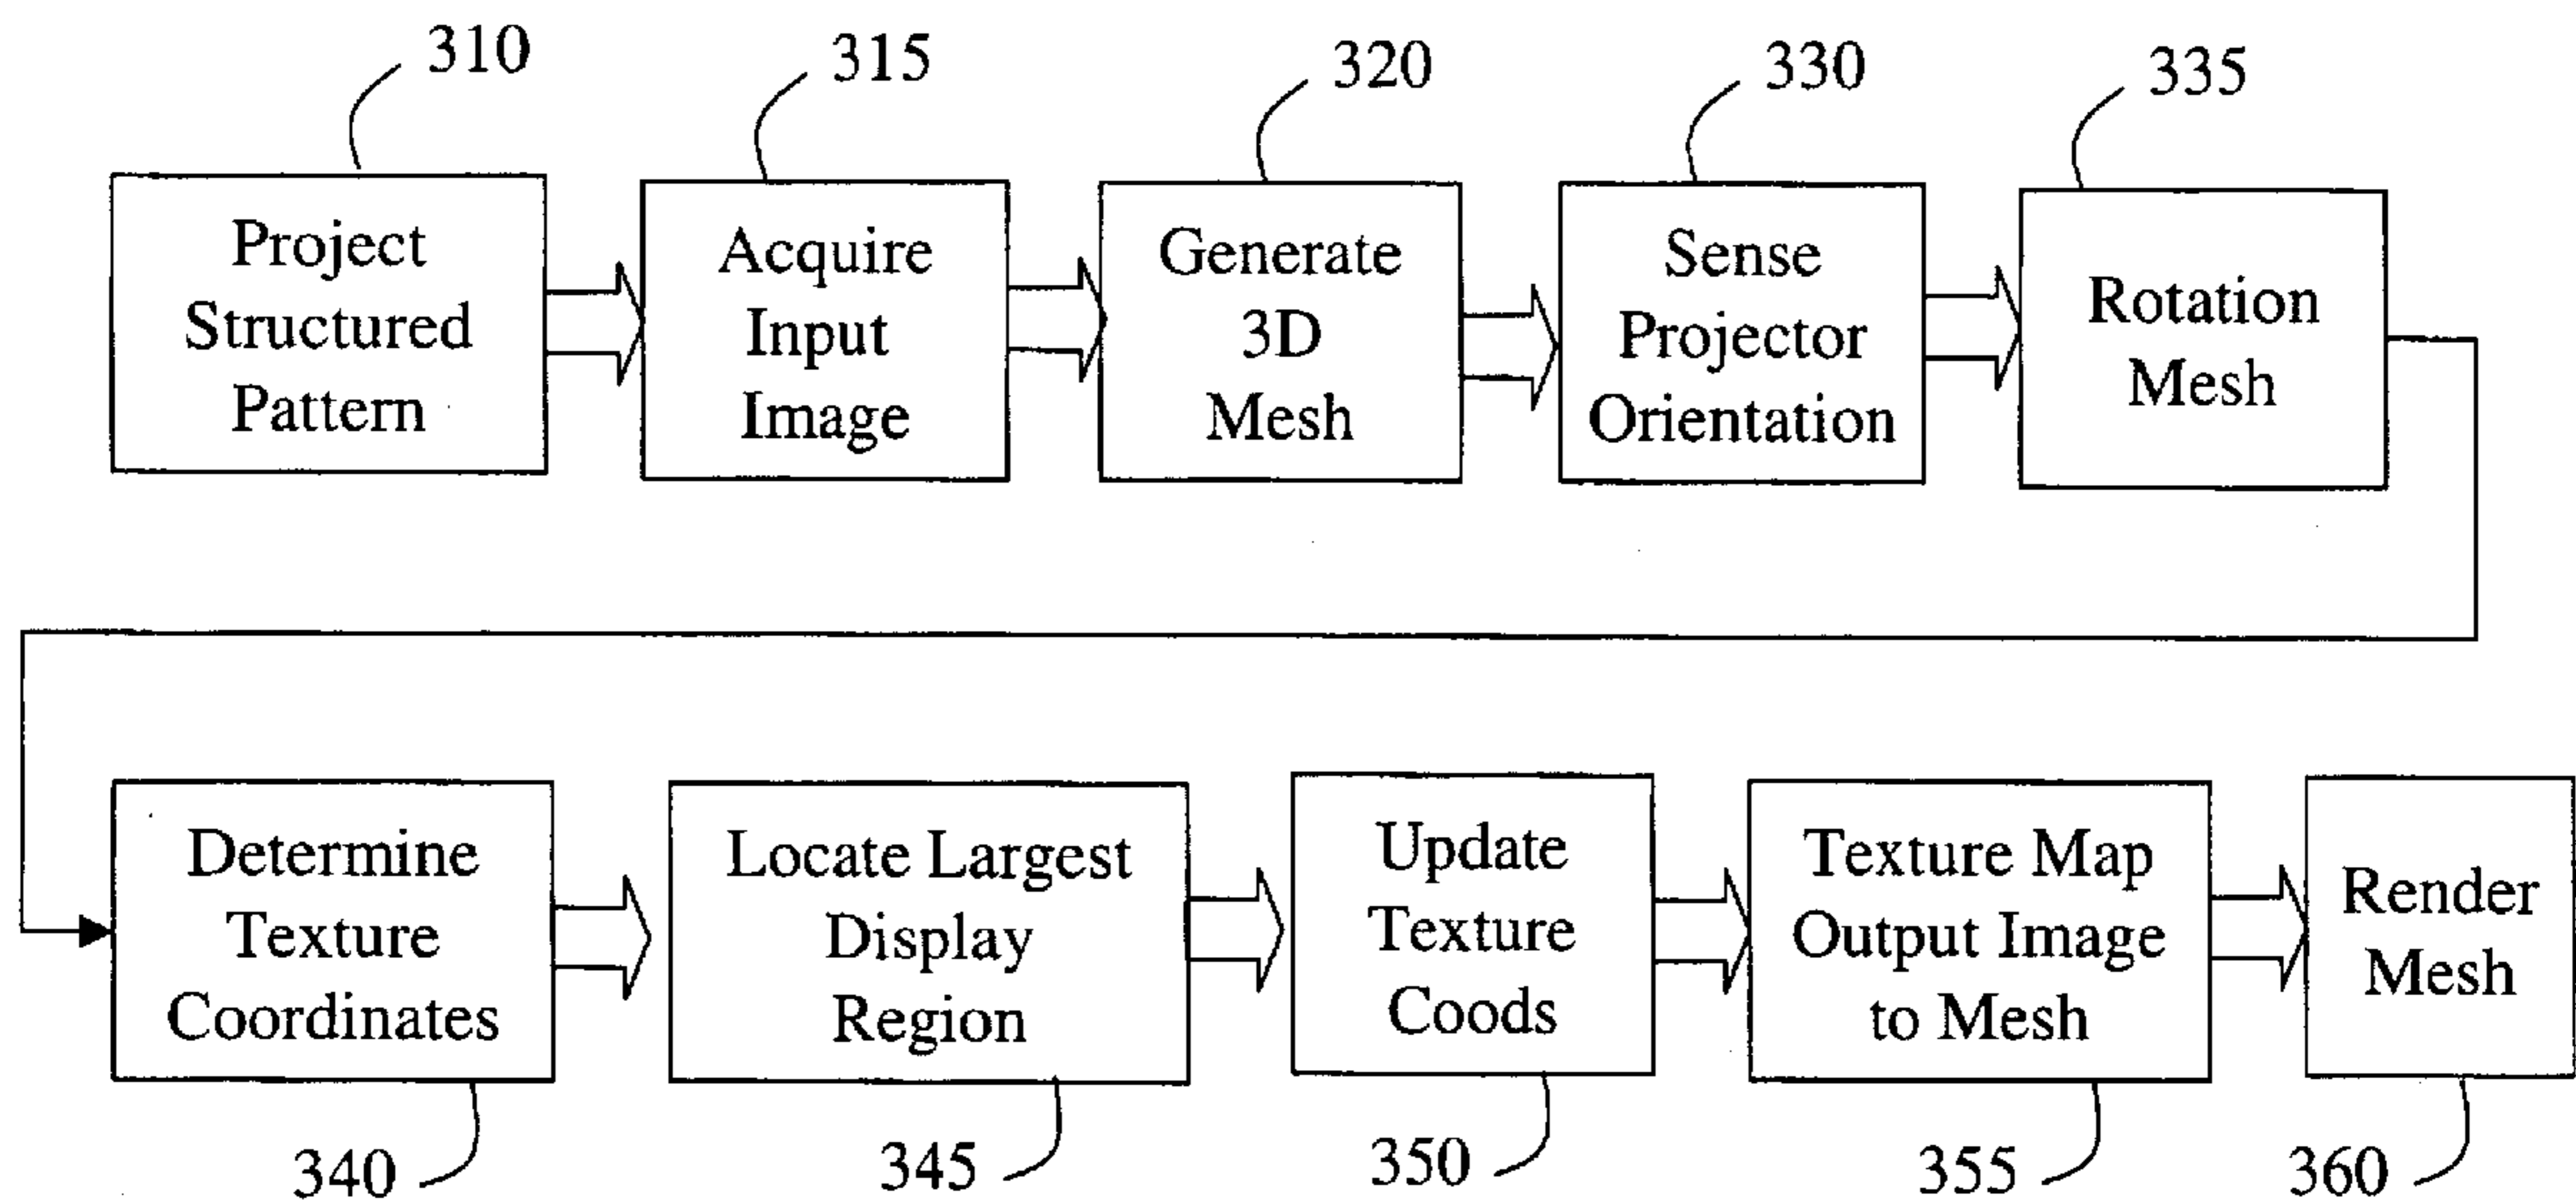 310
315
320
330
335
Project
Structured
Pattern
Acquire
Input
Image
Generate
3D
Mesh
Sense
Projector
Orientation
Rotation
Mesh
Determine
Texture
Coordinates
Locate Largest
Display
Region
Update
Texture
Coods
Texture Map
Output Image
to Mesh
Render
Mesh
340
345
350
355
360